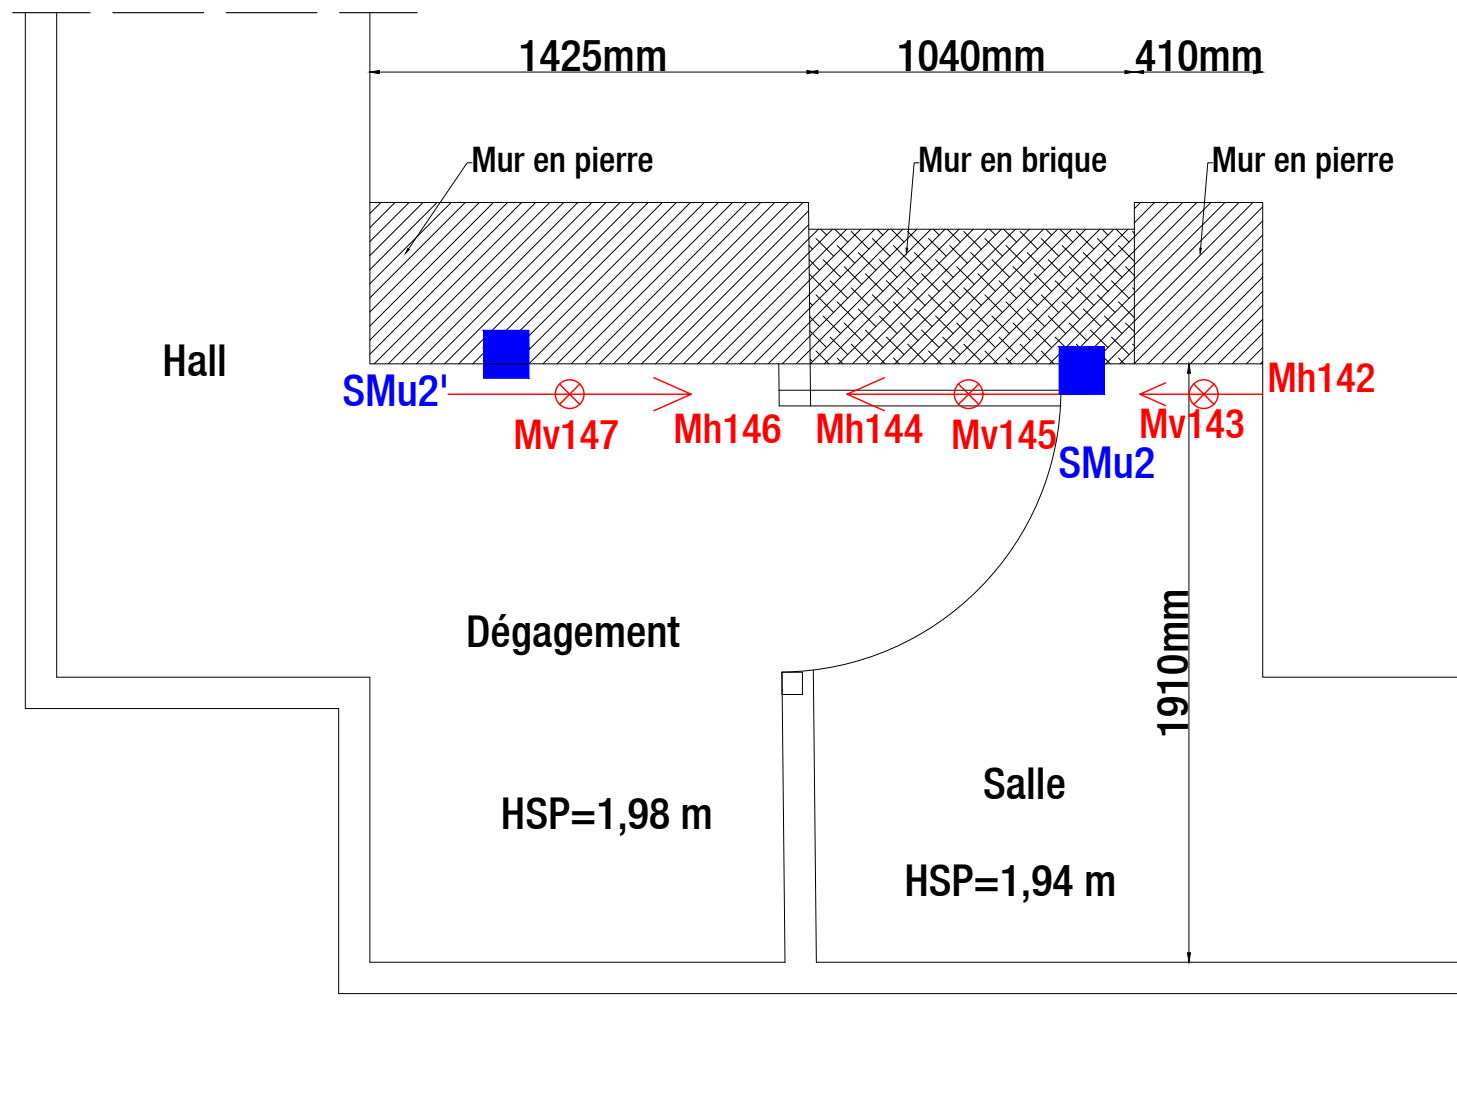 1425mm
1040mm
410mm
Mur en pierre
Mur en brique
Mur en pierre
Hall
SMu2'
Mv147
Mh146
Mh144
Mv145
SMu2
Mv143
Mh142
Dégagement
1910mm
Salle
HSP=1,98 m
HSP=1,94 m